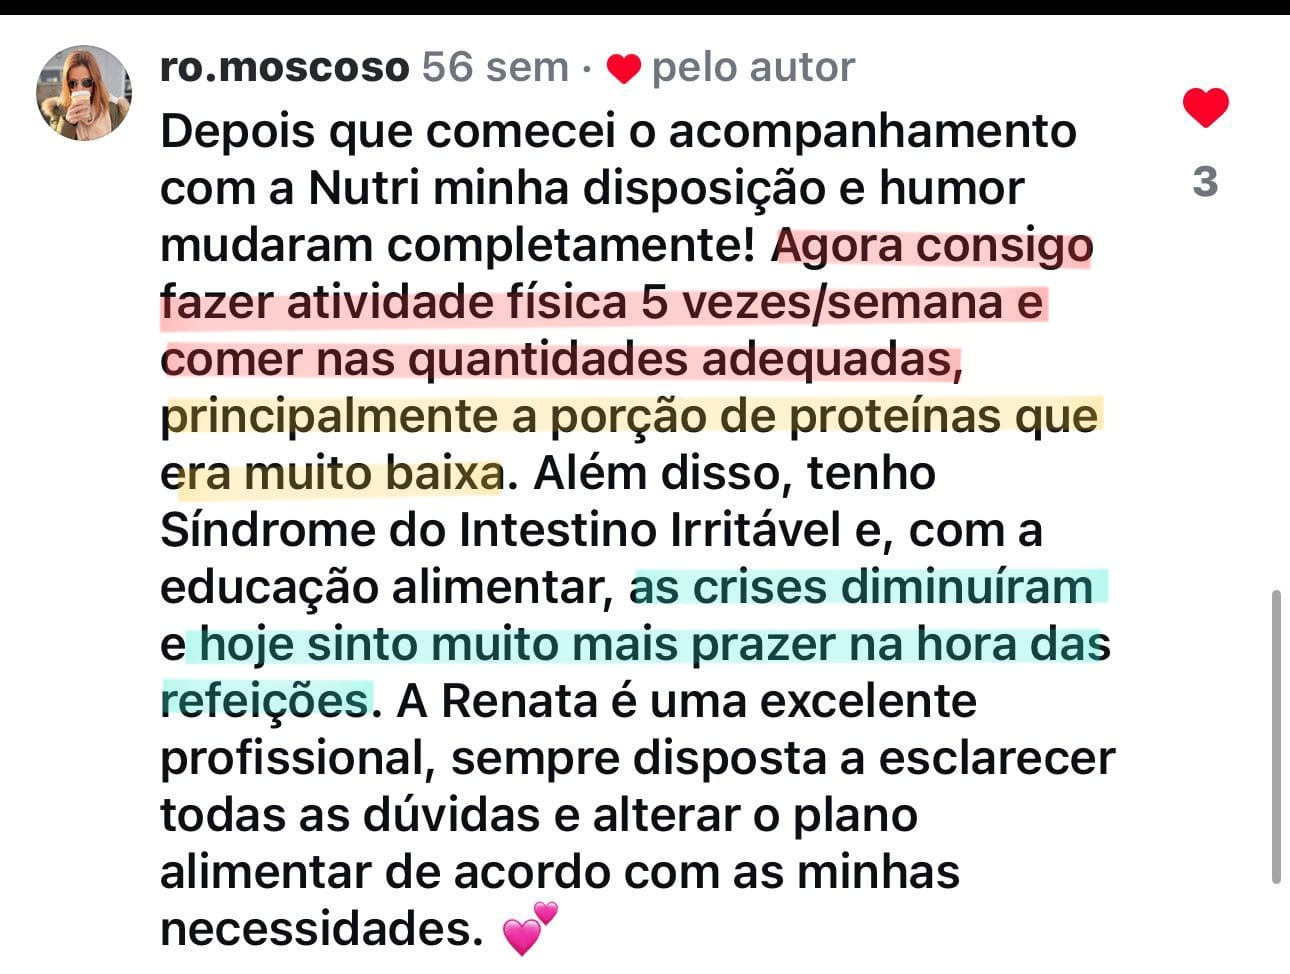 ro.moscoso 56 sem · ❤️ pelo autor
Depois que comecei o acompanhamento
com a Nutri minha disposição e humor
mudaram completamente! Agora consigo
fazer atividade física 5 vezes/semana e
comer nas quantidades adequadas,
principalmente a porção de proteínas que
era muito baixa. Além disso, tenho
Síndrome do Intestino Irritável e, com a
educação alimentar, as crises diminuíram
e hoje sinto muito mais prazer na hora das
refeições. A Renata é uma excelente
profissional, sempre disposta a esclarecer
todas as dúvidas e alterar o plano
alimentar de acordo com as minhas
necessidades. 💕
3